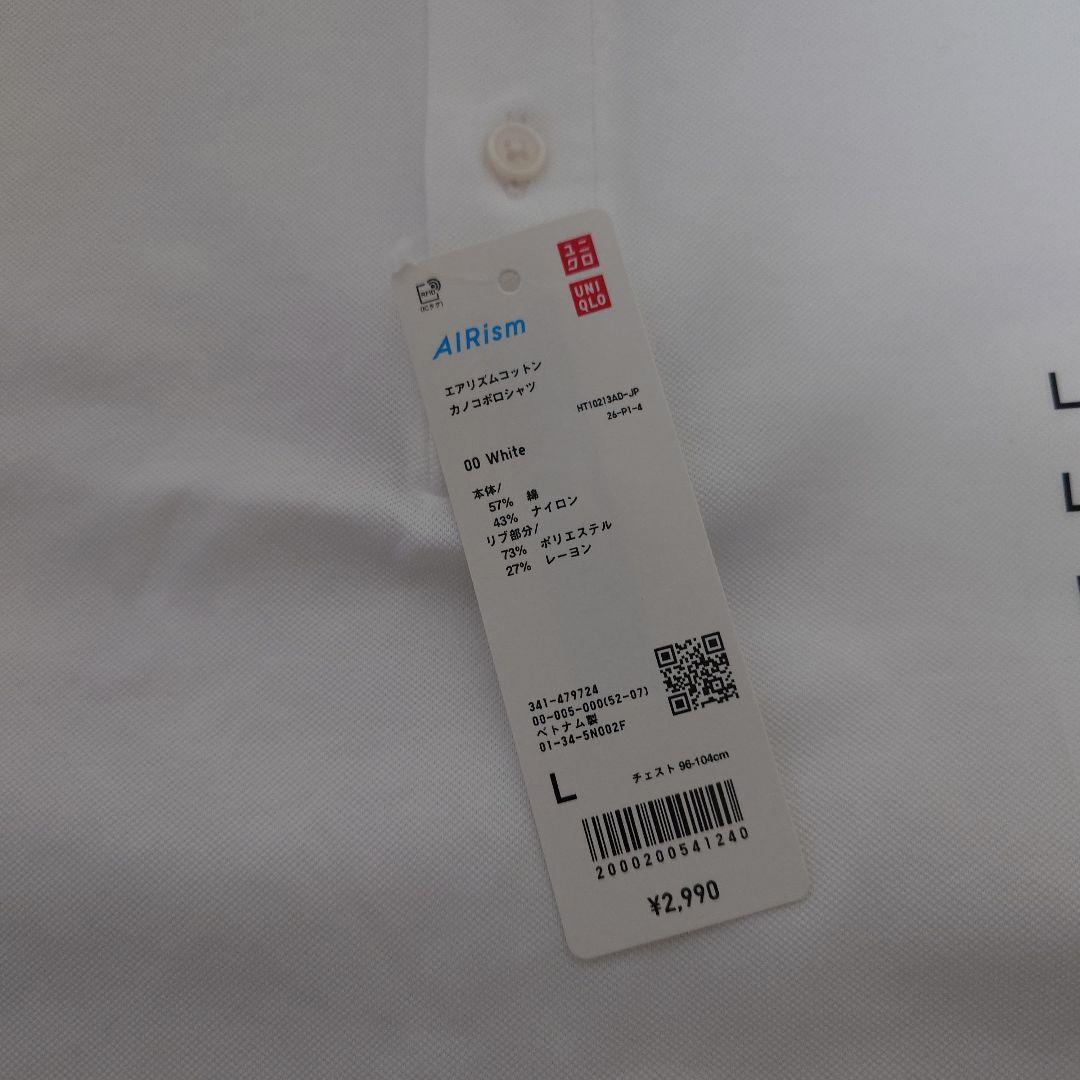 ユニ
クロ
UNI
QLO
RFID
(ICタグ)
AIRism
エアリズムコットン
カノコポロシャツ
HT10213AD-JP
26-P1-4
00 White
本体/
57% 綿
43% ナイロン
リブ部分/
73% ポリエステル
27% レーヨン
341-479724
00-005-000(52-07)
ベトナム製
01-34-5N002F
L チェスト 96-104cm
2000200541240
¥2,990
L
L